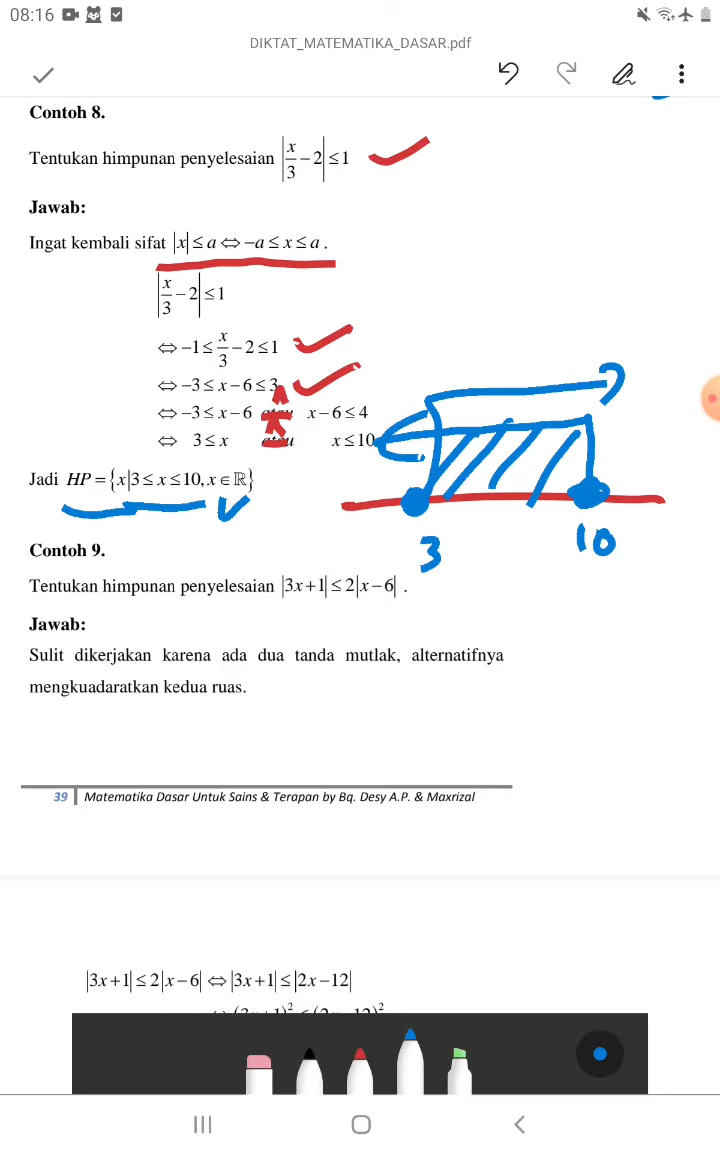 08:16
DIKTAT_MATEMATIKA_DASAR.pdf
Contoh 8.
Tentukan himpunan penyelesaian |x/3 − 2| ≤ 1
Jawab:
Ingat kembali sifat |x| ≤ a ⇔ −a ≤ x ≤ a .
|x/3 − 2| ≤ 1
⇔ −1 ≤ x/3 − 2 ≤ 1
⇔ −3 ≤ x − 6 ≤ 3
⇔ −3 ≤ x − 6 atau x − 6 ≤ 4
⇔ 3 ≤ x atau x ≤ 10
Jadi HP = {x|3 ≤ x ≤ 10, x ∈ ℝ}
3 10
Contoh 9.
Tentukan himpunan penyelesaian |3x+1| ≤ 2|x−6| .
Jawab:
Sulit dikerjakan karena ada dua tanda mutlak, alternatifnya
mengkuadaratkan kedua ruas.
39 | Matematika Dasar Untuk Sains & Terapan by Bq. Desy A.P. & Maxrizal
|3x+1| ≤ 2|x−6| ⇔ |3x+1| ≤ |2x−12|